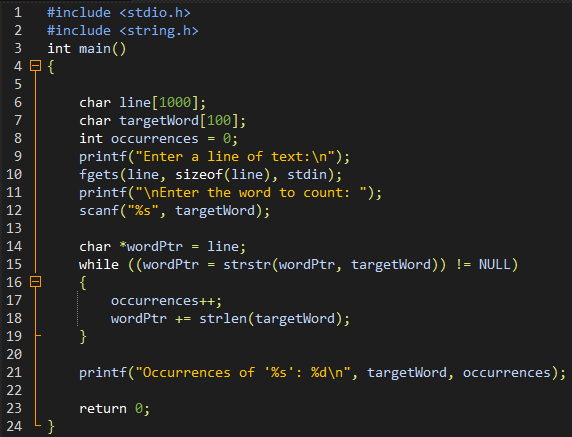 1 #include <stdio.h>
2 #include <string.h>
3 int main()
4 {
5
6 char line[1000];
7 char targetWord[100];
8 int occurrences = 0;
9 printf("Enter a line of text:\n");
10 fgets(line, sizeof(line), stdin);
11 printf("\nEnter the word to count: ");
12 scanf("%s", targetWord);
13
14 char *wordPtr = line;
15 while ((wordPtr = strstr(wordPtr, targetWord)) != NULL)
16 {
17 occurrences++;
18 wordPtr += strlen(targetWord);
19 }
20
21 printf("Occurrences of '%s': %d\n", targetWord, occurrences);
22
23 return 0;
24 }